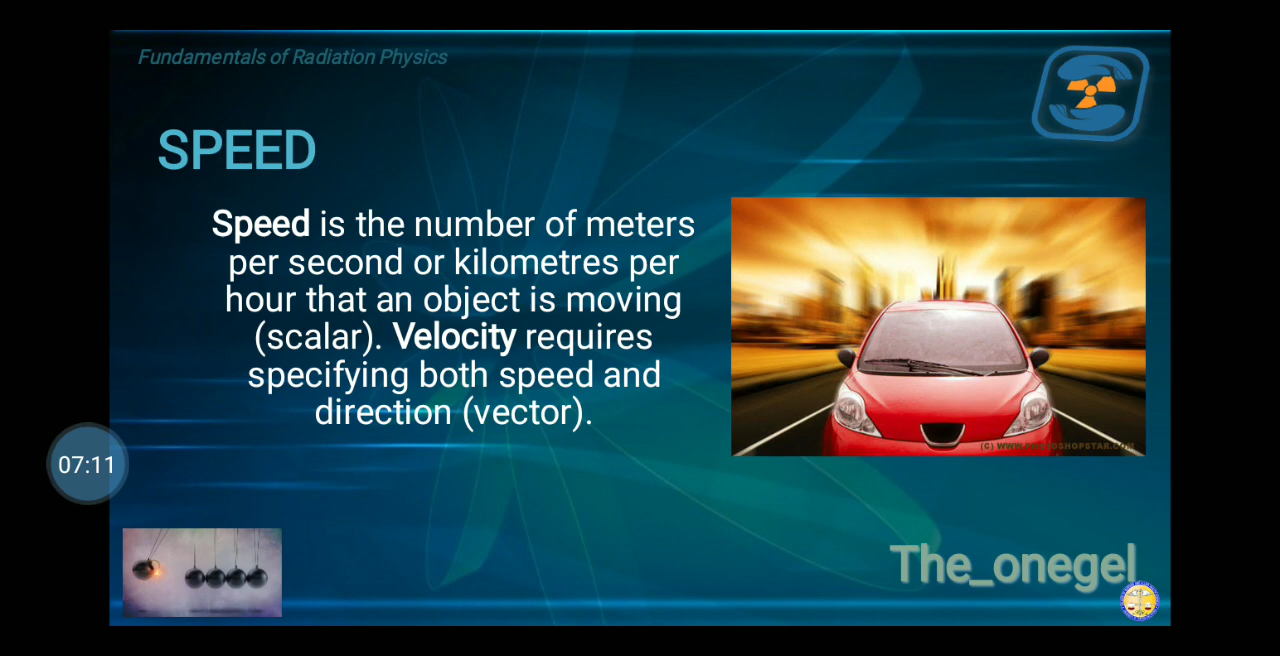 Fundamentals of Radiation Physics
SPEED
Speed is the number of meters
per second or kilometres per
hour that an object is moving
(scalar). Velocity requires
specifying both speed and
direction (vector).
07:11
The_onegel